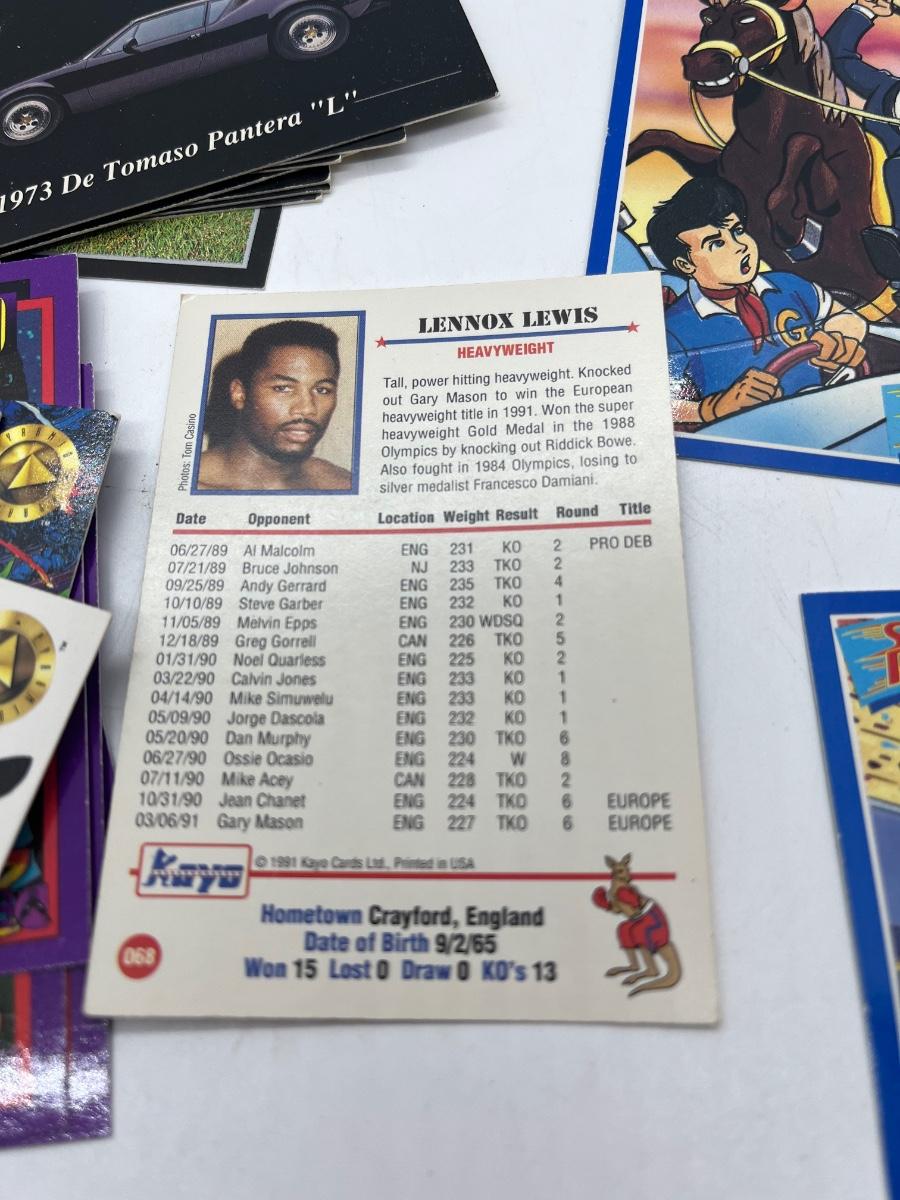 1973 De Tomaso Pantera "L"
LENNOX LEWIS
HEAVYWEIGHT
Tall, power hitting heavyweight. Knocked
out Gary Mason to win the European
heavyweight title in 1991. Won the super
heavyweight Gold Medal in the 1988
Olympics by knocking out Riddick Bowe.
Also fought in 1984 Olympics, losing to
silver medalist Francesco Damiani.
Photos: Tom Casino
Date Opponent Location Weight Result Round Title
06/27/89 Al Malcolm ENG 231 KO 2 PRO DEB
07/21/89 Bruce Johnson NJ 233 TKO 2
09/25/89 Andy Gerrard ENG 235 TKO 4
10/10/89 Steve Garber ENG 232 KO 1
11/05/89 Melvin Epps ENG 230 WDSQ 2
12/18/89 Greg Gorrell CAN 226 TKO 5
01/31/90 Noel Quarless ENG 225 KO 2
03/22/90 Calvin Jones ENG 233 KO 1
04/14/90 Mike Simuwelu ENG 233 KO 1
05/09/90 Jorge Dascola ENG 232 KO 1
05/20/90 Dan Murphy ENG 230 TKO 6
06/27/90 Ossie Ocasio ENG 224 W 8
07/11/90 Mike Acey CAN 228 TKO 2
10/31/90 Jean Chanet ENG 224 TKO 6 EUROPE
03/06/91 Gary Mason ENG 227 TKO 6 EUROPE
Kayo © 1991 Kayo Cards Ltd., Printed in USA
Hometown Crayford, England
Date of Birth 9/2/65
068
Won 15 Lost 0 Draw 0 KO's 13
G